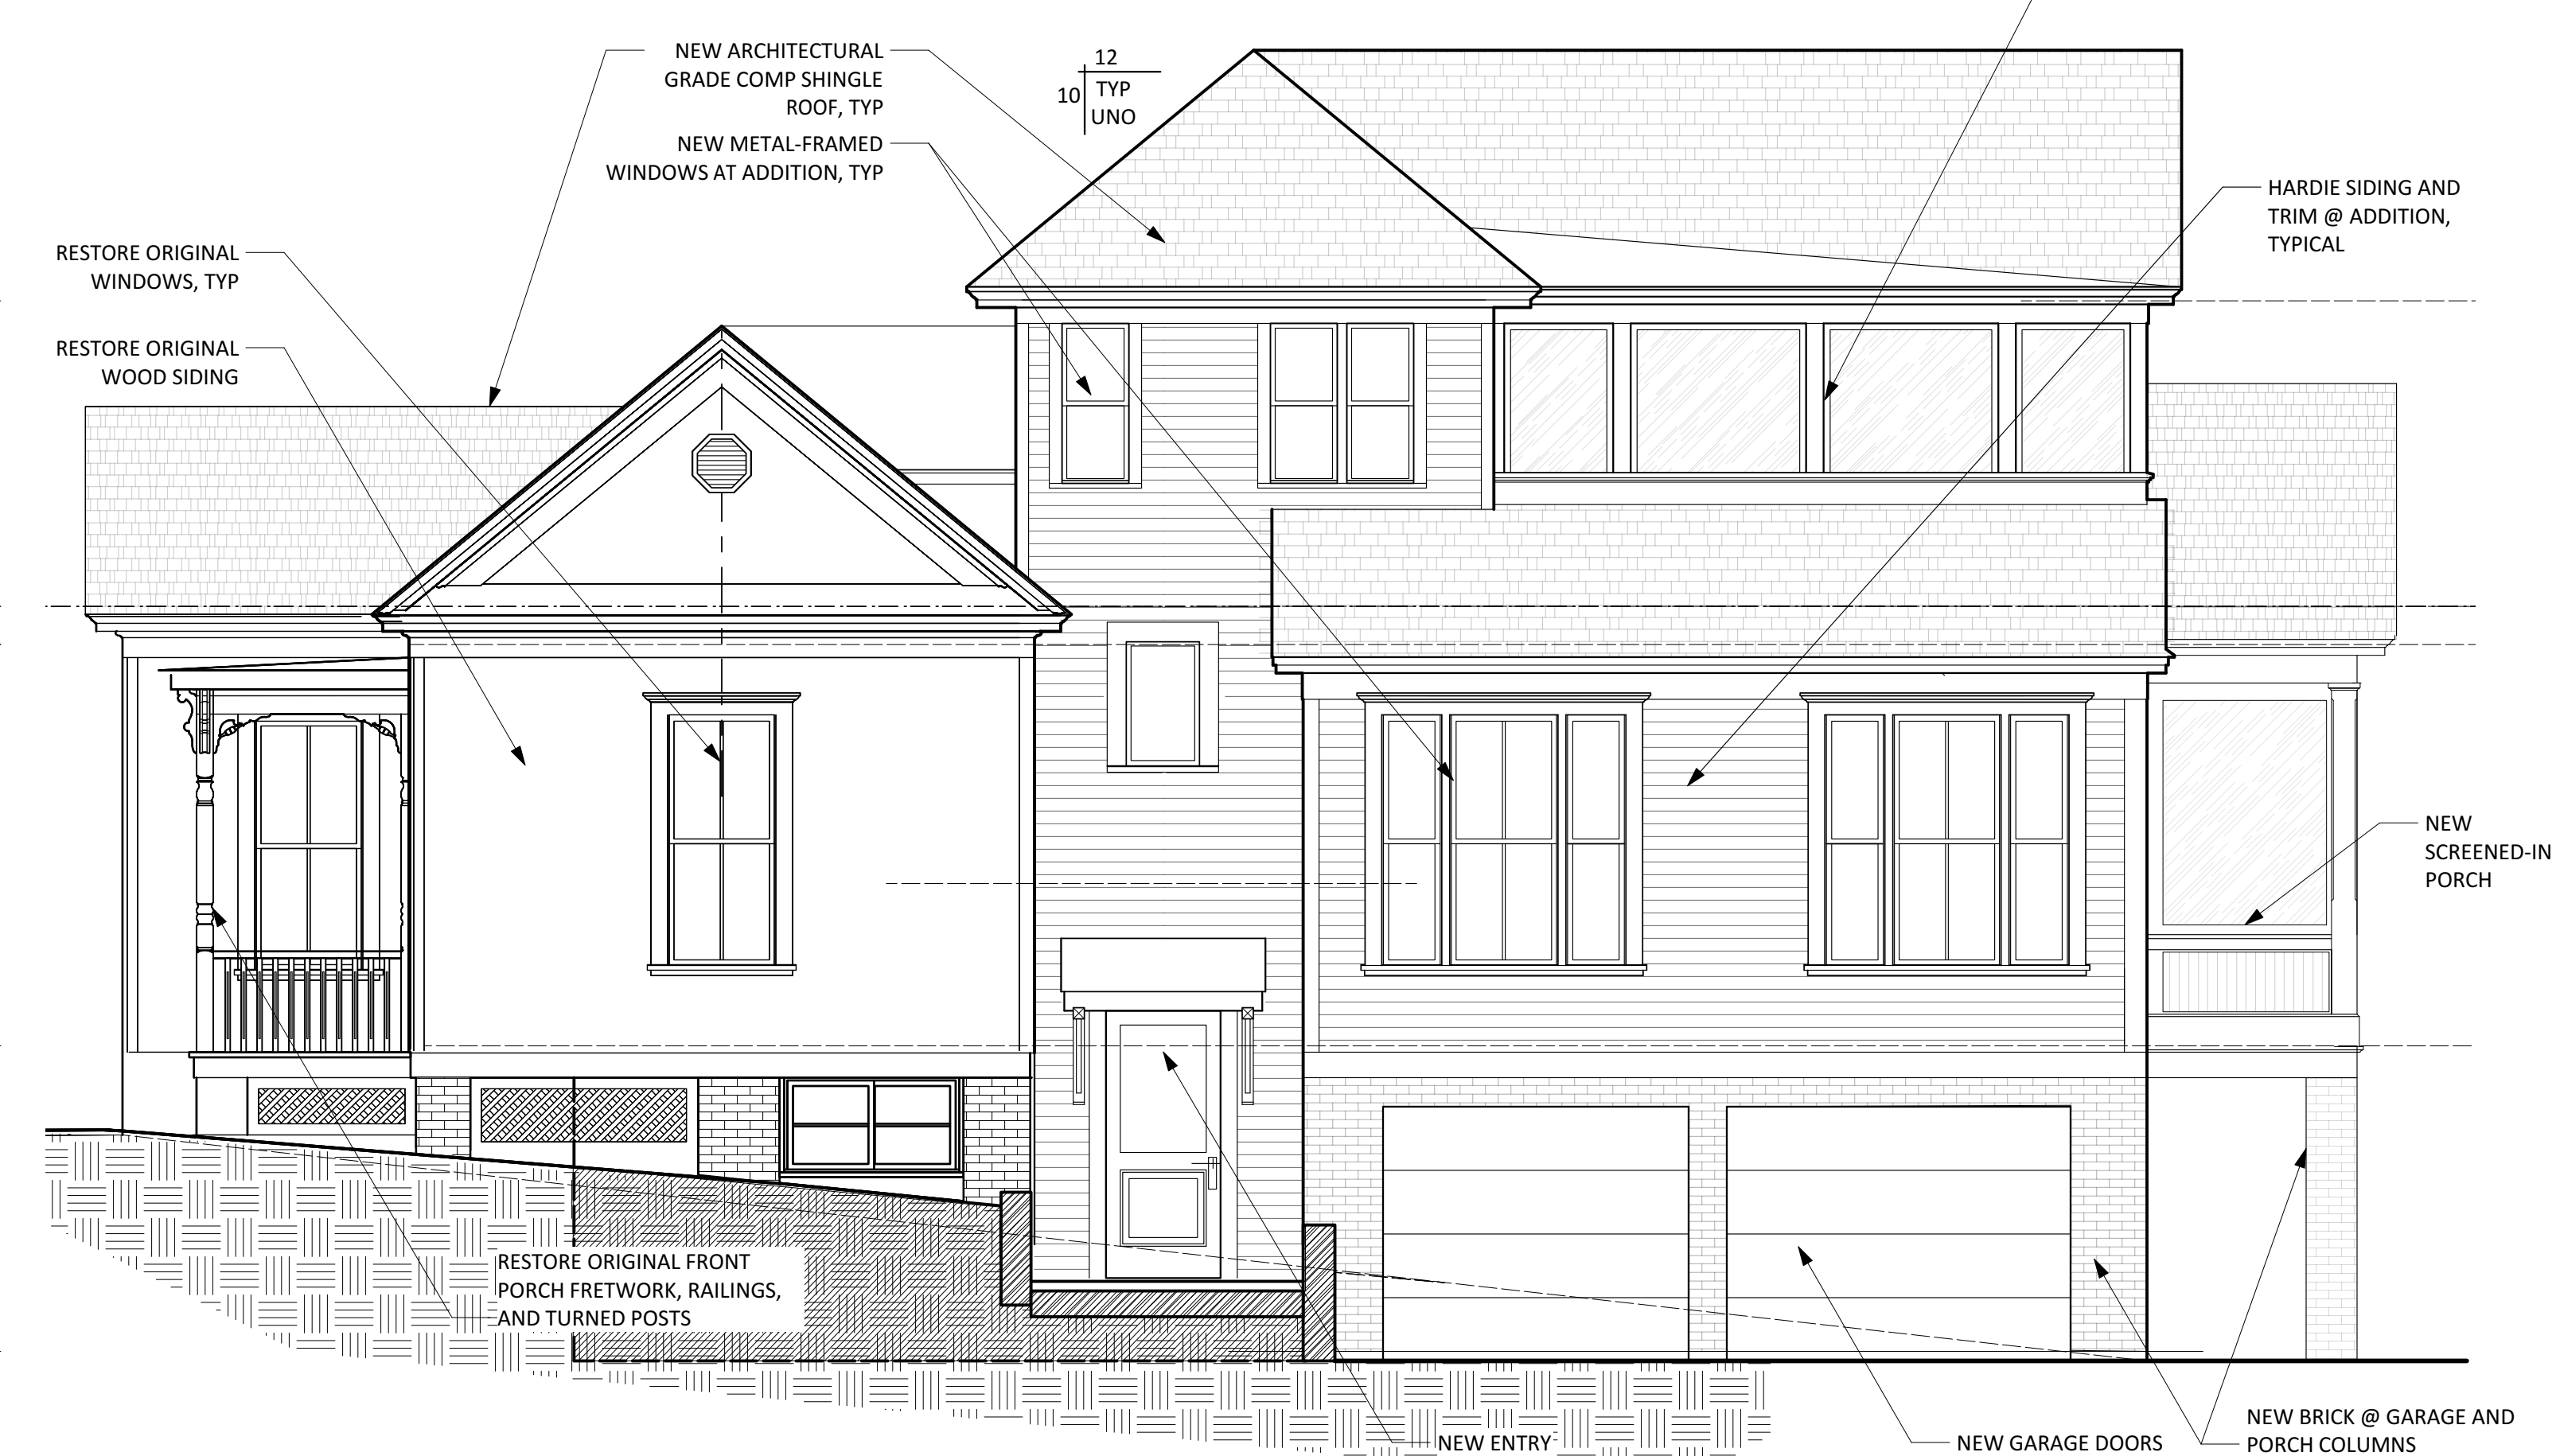 NEW ARCHITECTURAL
GRADE COMP SHINGLE
ROOF, TYP
12
10
TYP
UNO
NEW METAL-FRAMED
WINDOWS AT ADDITION, TYP
HARDIE SIDING AND
TRIM @ ADDITION,
TYPICAL
RESTORE ORIGINAL
WINDOWS, TYP
RESTORE ORIGINAL
WOOD SIDING
NEW
SCREENED-IN
PORCH
RESTORE ORIGINAL FRONT
PORCH FRETWORK, RAILINGS,
AND TURNED POSTS
NEW ENTRY
NEW GARAGE DOORS
NEW BRICK @ GARAGE AND
PORCH COLUMNS